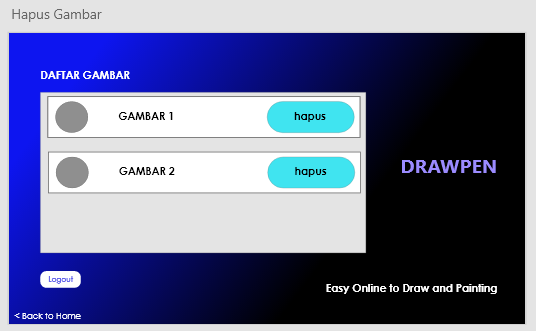 Hapus Gambar
DAFTAR GAMBAR
GAMBAR 1
hapus
GAMBAR 2
hapus
DRAWPEN
Logout
Easy Online to Draw and Painting
< Back to Home